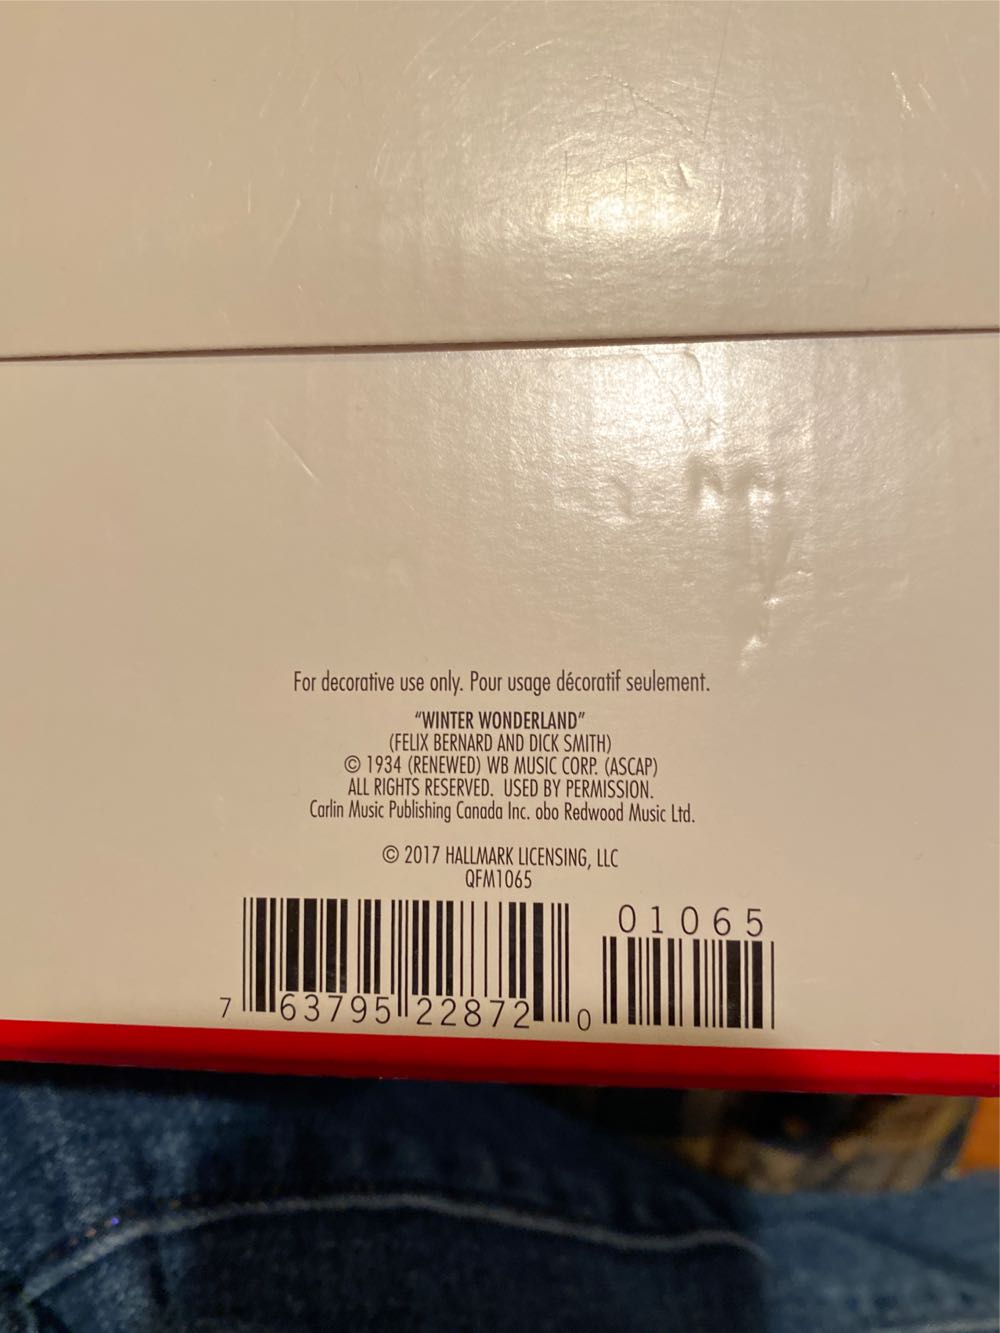 For decorative use only. Pour usage décoratif seulement.
“WINTER WONDERLAND”
(FELIX BERNARD AND DICK SMITH)
© 1934 (RENEWED) WB MUSIC CORP. (ASCAP)
ALL RIGHTS RESERVED. USED BY PERMISSION.
Carlin Music Publishing Canada Inc. obo Redwood Music Ltd.
© 2017 HALLMARK LICENSING, LLC
QFM1065
01065
7 63795 22872 0